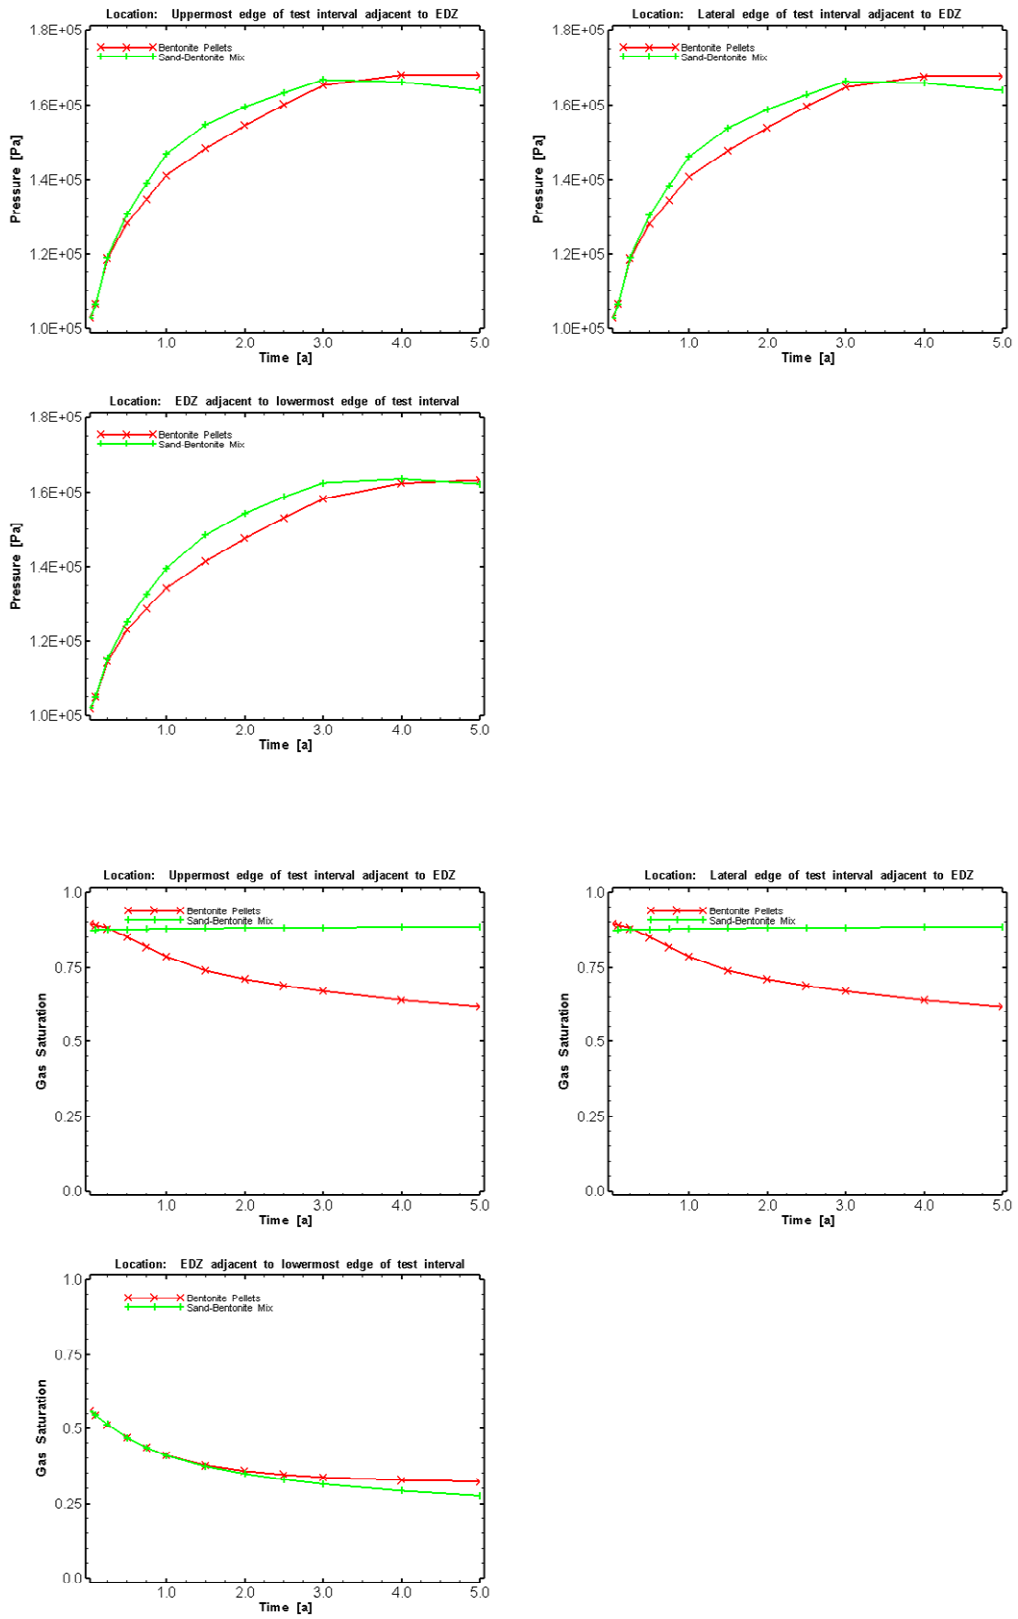 Location: Uppermost edge of test interval adjacent to EDZ
1.8E+05
Bentonite Pellets
Sand-Bentonite Mix
1.6E+05
1.4E+05
1.2E+05
1.0E+05
Pressure [Pa]
1.0 2.0 3.0 4.0 5.0
Time [a]
Location: Lateral edge of test interval adjacent to EDZ
1.8E+05
Bentonite Pellets
Sand-Bentonite Mix
1.6E+05
1.4E+05
1.2E+05
1.0E+05
Pressure [Pa]
1.0 2.0 3.0 4.0 5.0
Time [a]
Location: EDZ adjacent to lowermost edge of test interval
1.8E+05
Bentonite Pellets
Sand-Bentonite Mix
1.6E+05
1.4E+05
1.2E+05
1.0E+05
Pressure [Pa]
1.0 2.0 3.0 4.0 5.0
Time [a]
Location: Uppermost edge of test interval adjacent to EDZ
1.0
Bentonite Pellets
Sand-Bentonite Mix
0.75
0.5
0.25
0.0
Gas Saturation
1.0 2.0 3.0 4.0 5.0
Time [a]
Location: Lateral edge of test interval adjacent to EDZ
1.0
Bentonite Pellets
Sand-Bentonite Mix
0.75
0.5
0.25
0.0
Gas Saturation
1.0 2.0 3.0 4.0 5.0
Time [a]
Location: EDZ adjacent to lowermost edge of test interval
1.0
Bentonite Pellets
Sand-Bentonite Mix
0.75
0.5
0.25
0.0
Gas Saturation
1.0 2.0 3.0 4.0 5.0
Time [a]